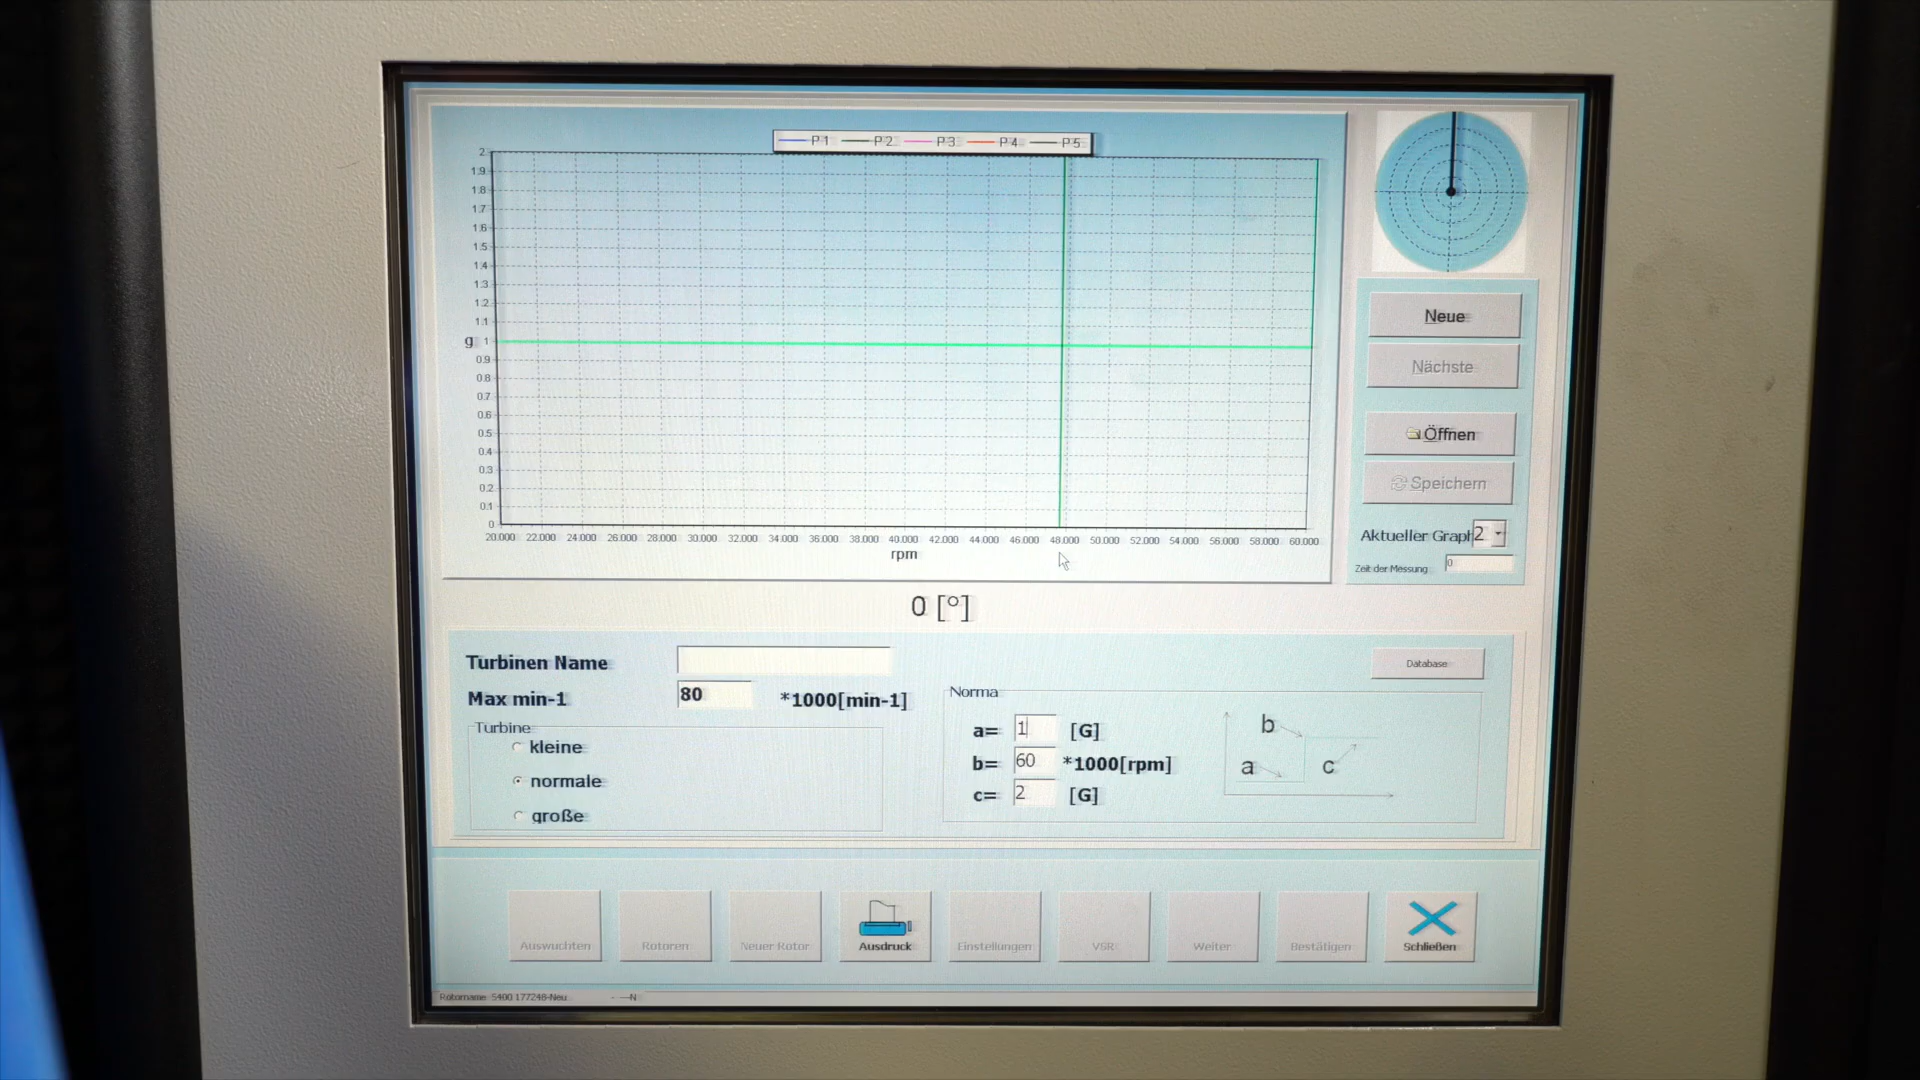 P1 P2 P3 P4 P5
2
1.9
1.8
1.7
1.6
1.5
1.4
1.3
1.2
1.1
g 1
0.9
0.8
0.7
0.6
0.5
0.4
0.3
0.2
0.1
0
20.000 22.000 24.000 26.000 28.000 30.000 32.000 34.000 36.000 38.000 40.000 42.000 44.000 46.000 48.000 50.000 52.000 54.000 56.000 58.000 60.000
rpm
Neue
Nächste
Öffnen
Speichern
Aktueller Graph 2
Zeit der Messung 0
0 [°]
Turbinen Name
Database
Max min-1 80 *1000[min-1]
Turbine
kleine
normale
große
Norma
a= 1 [G]
b= 60 *1000[rpm]
c= 2 [G]
b
a c
Auswuchten Rotoren Neuer Rotor Ausdruck Einstellungen VSR Weiter Bestätigen Schließen
Rotorname 5400 177248-Neu - ---N